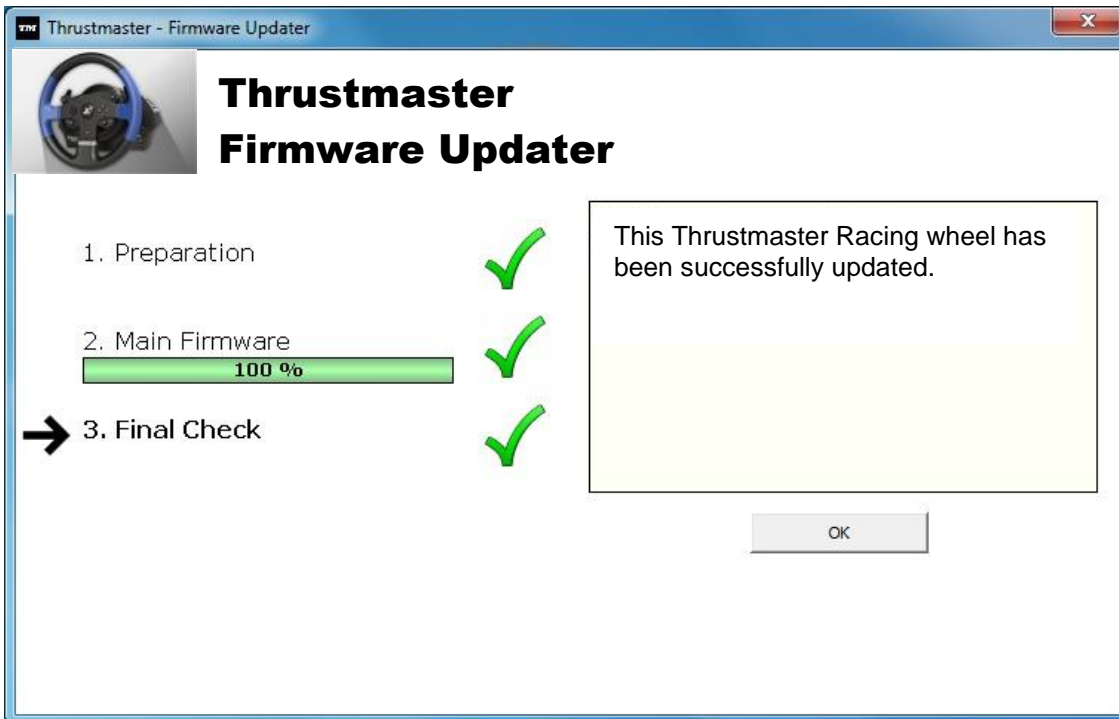 TM Thrustmaster - Firmware Updater
X
Thrustmaster
Firmware Updater
1. Preparation
2. Main Firmware
100 %
3. Final Check
This Thrustmaster Racing wheel has
been successfully updated.
OK